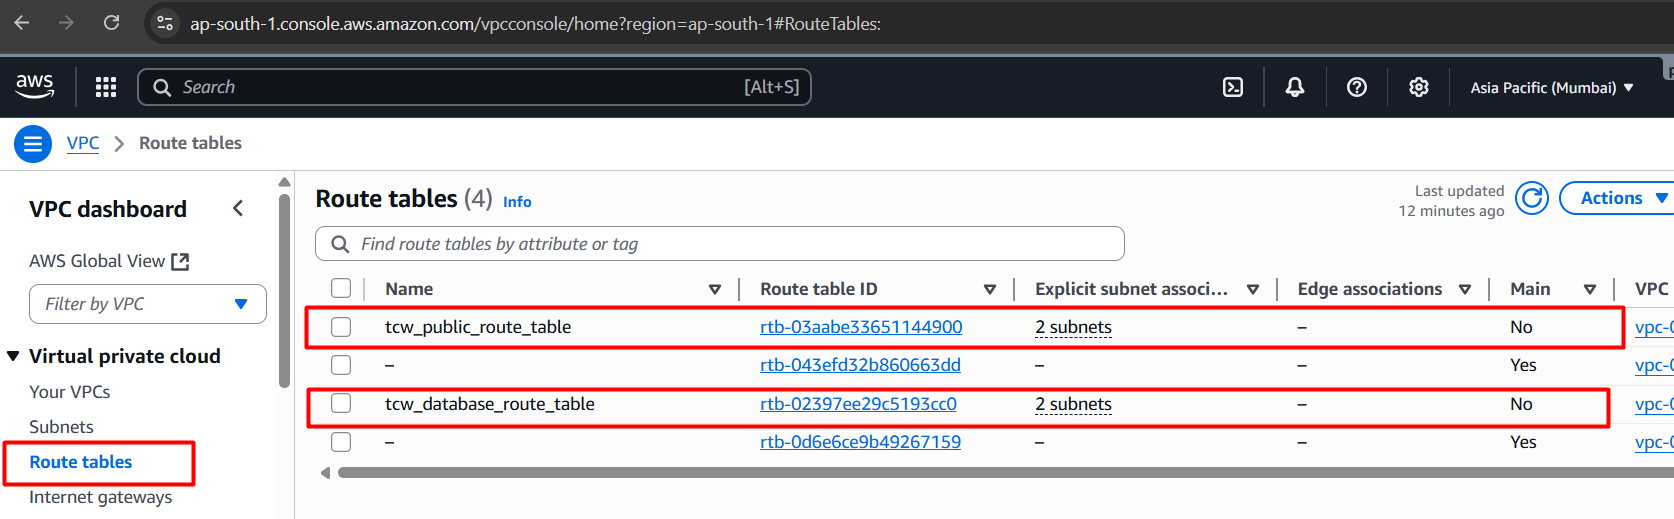 ap-south-1.console.aws.amazon.com/vpcconsole/home?region=ap-south-1#RouteTables:
aws Search [Alt+S] Asia Pacific (Mumbai)
VPC Route tables
VPC dashboard
AWS Global View
Filter by VPC
Virtual private cloud
Your VPCs
Subnets
Route tables
Internet gateways
Route tables (4) Info
Last updated
12 minutes ago
Actions
Find route tables by attribute or tag
Name Route table ID Explicit subnet associ... Edge associations Main VPC
tcw_public_route_table rtb-03aabe33651144900 2 subnets – No vpc-0
– rtb-043efd32b860663dd – – Yes vpc-0
tcw_database_route_table rtb-02397ee29c5193cc0 2 subnets – No vpc-0
– rtb-0d6e6ce9b49267159 – – Yes vpc-0